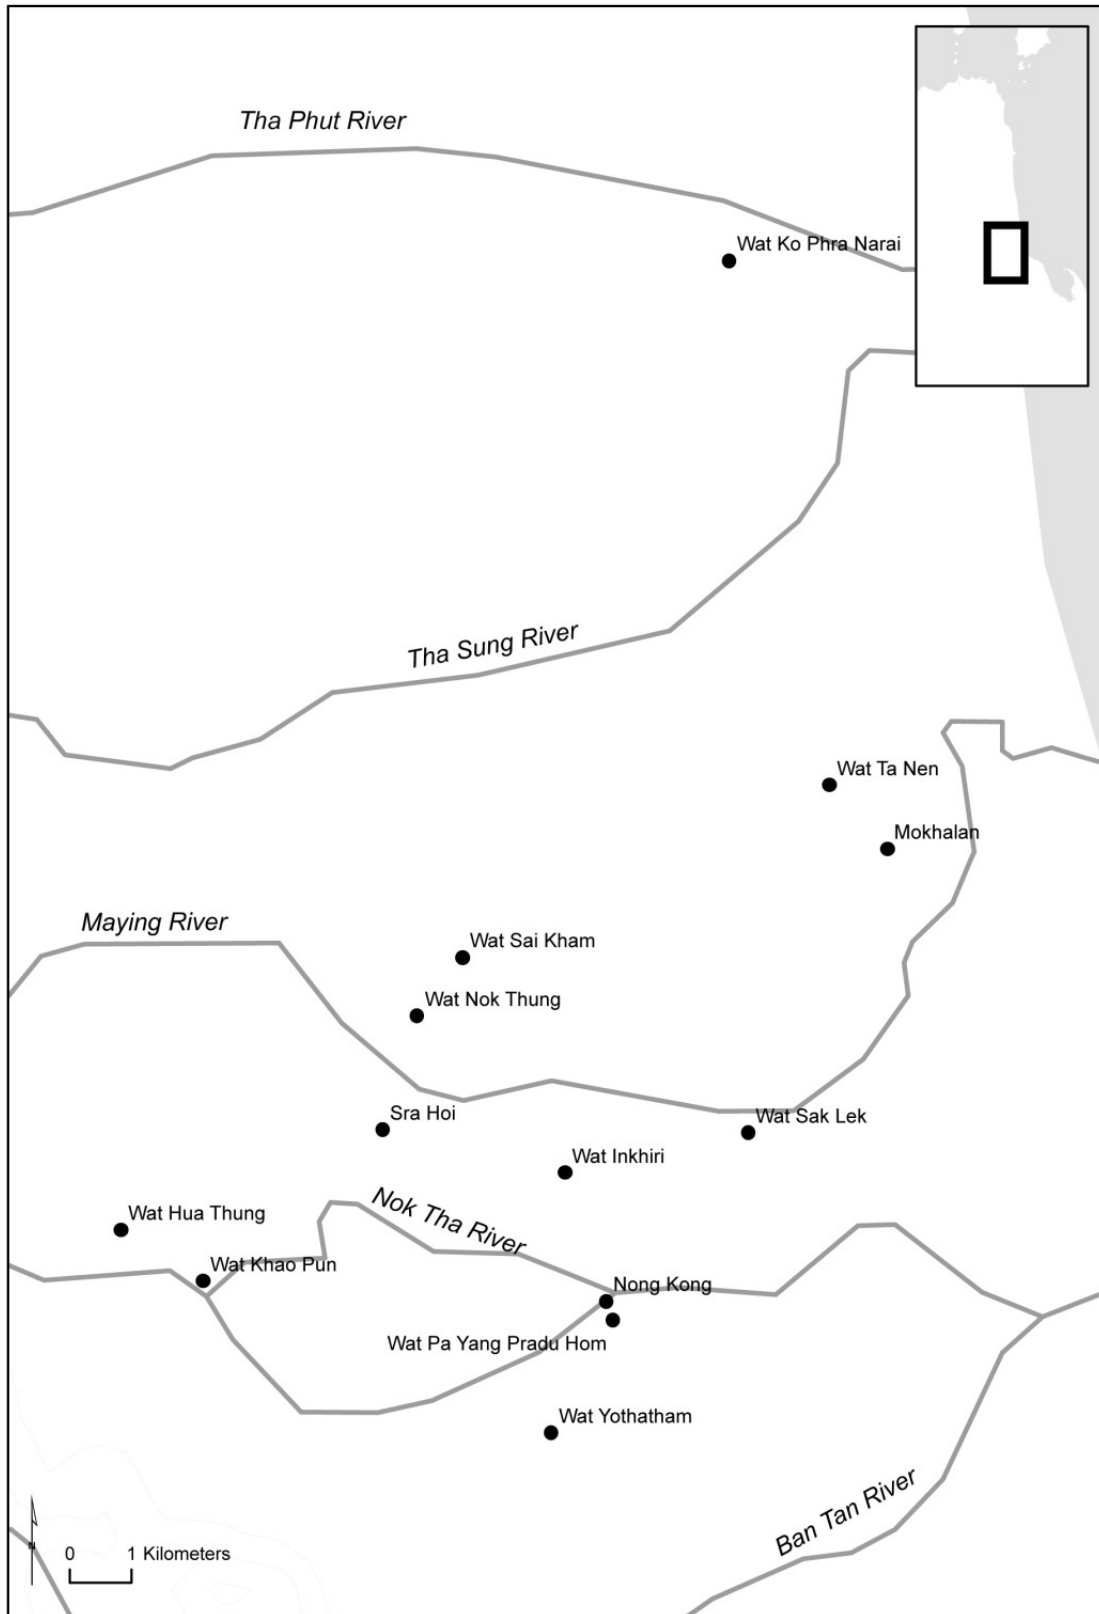 Tha Phut River
Wat Ko Phra Narai
Tha Sung River
Wat Ta Nen
Mokhalan
Maying River
Wat Sai Kham
Wat Nok Thung
Sra Hoi
Wat Sak Lek
Wat Inkhiri
Nok Tha River
Wat Hua Thung
Wat Khao Pun
Nong Kong
Wat Pa Yang Pradu Hom
Wat Yothatham
Ban Tan River
N
0 1 Kilometers